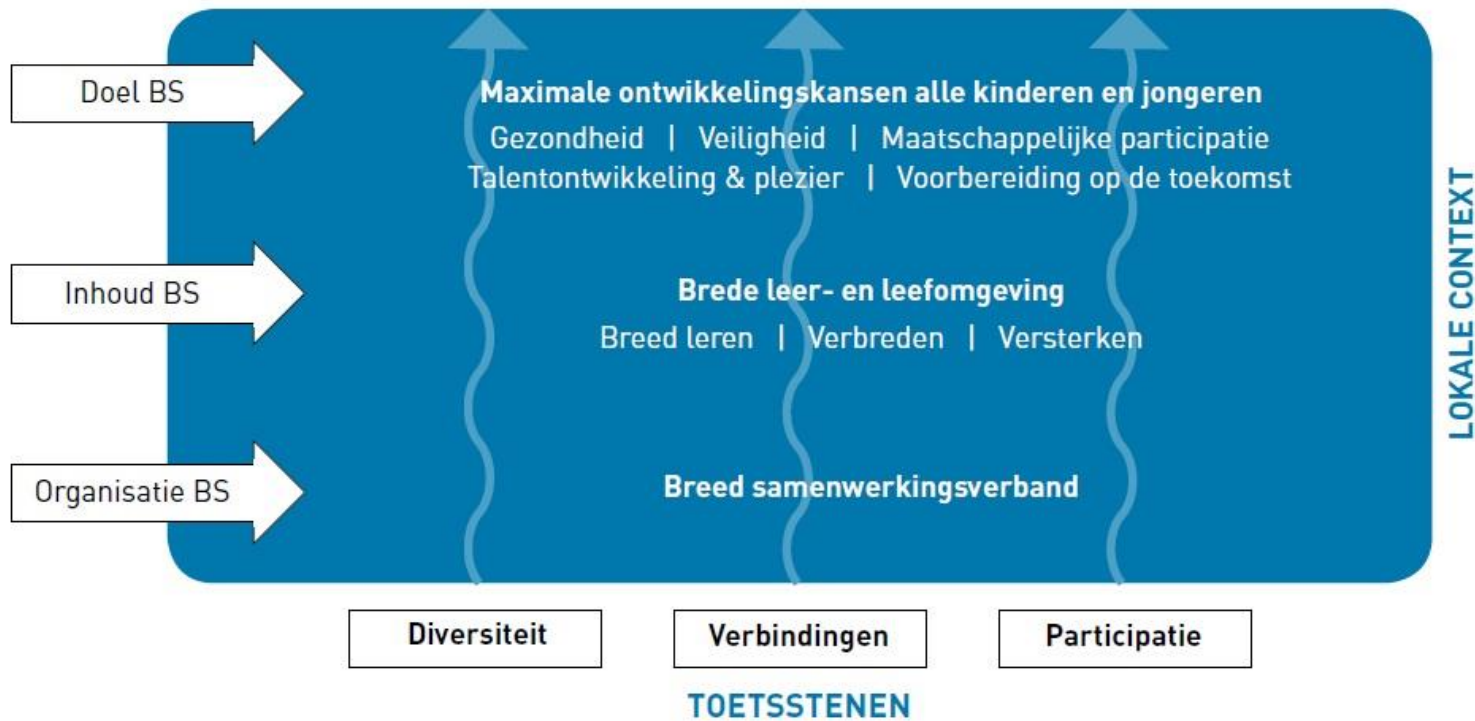 Doel BS
Maximale ontwikkelingskansen alle kinderen en jongeren
Gezondheid | Veiligheid | Maatschappelijke participatie
Talentontwikkeling & plezier | Voorbereiding op de toekomst
Inhoud BS
Brede leer- en leefomgeving
Breed leren | Verbreden | Versterken
Organisatie BS
Breed samenwerkingsverband
LOKALE CONTEXT
Diversiteit
Verbindingen
Participatie
TOETSSTENEN